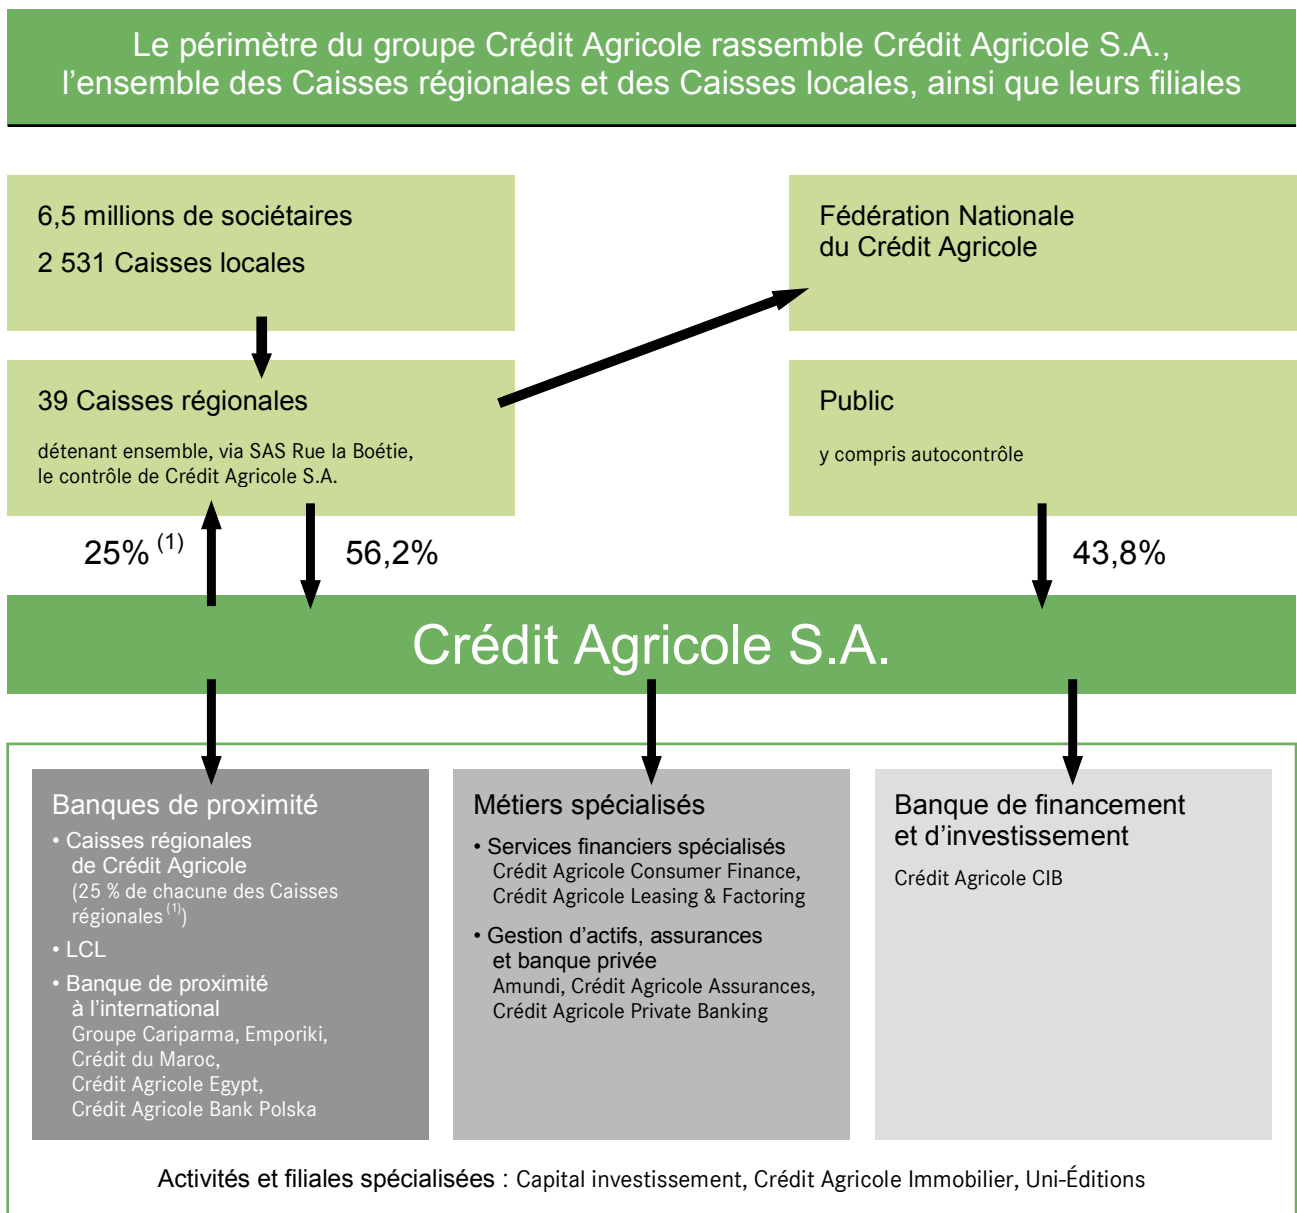 Le périmètre du groupe Crédit Agricole rassemble Crédit Agricole S.A.,
l’ensemble des Caisses régionales et des Caisses locales, ainsi que leurs filiales
6,5 millions de sociétaires
2 531 Caisses locales
Fédération Nationale
du Crédit Agricole
39 Caisses régionales
détenant ensemble, via SAS Rue la Boétie,
le contrôle de Crédit Agricole S.A.
Public
y compris autocontrôle
25% (1)
56,2%
43,8%
Crédit Agricole S.A.
Banques de proximité
• Caisses régionales
de Crédit Agricole
(25 % de chacune des Caisses
régionales (1))
• LCL
• Banque de proximité
à l’international
Groupe Cariparma, Emporiki,
Crédit du Maroc,
Crédit Agricole Egypt,
Crédit Agricole Bank Polska
Métiers spécialisés
• Services financiers spécialisés
Crédit Agricole Consumer Finance,
Crédit Agricole Leasing & Factoring
• Gestion d’actifs, assurances
et banque privée
Amundi, Crédit Agricole Assurances,
Crédit Agricole Private Banking
Banque de financement
et d’investissement
Crédit Agricole CIB
Activités et filiales spécialisées : Capital investissement, Crédit Agricole Immobilier, Uni-Éditions